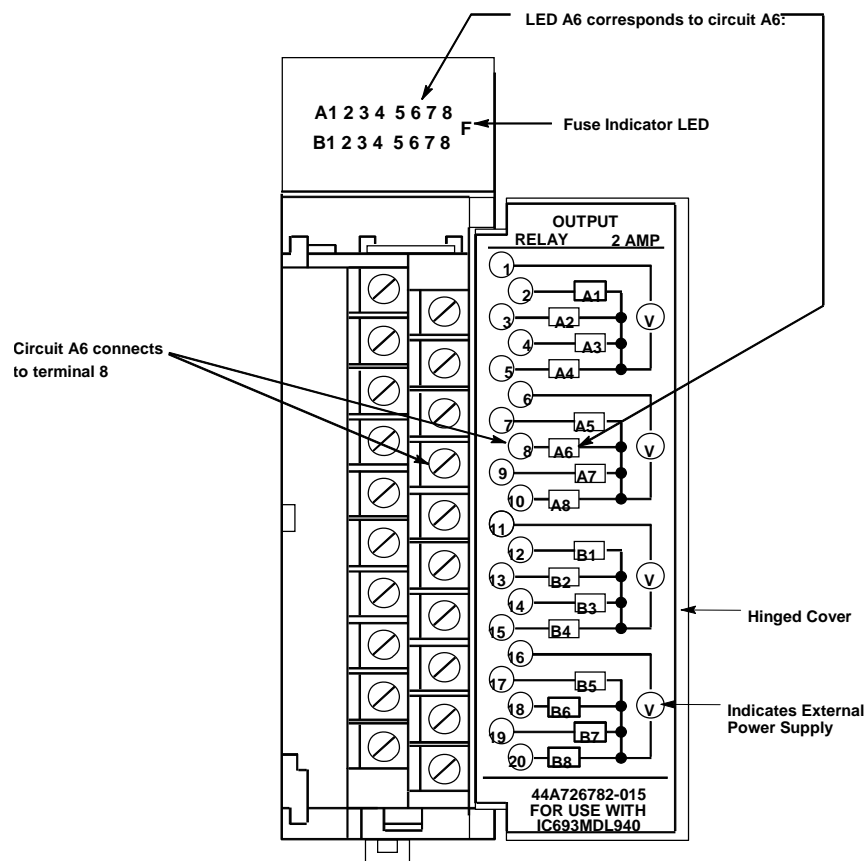 LED A6 corresponds to circuit A6.
A1 2 3 4 5 6 7 8
F
B1 2 3 4 5 6 7 8
Fuse Indicator LED
OUTPUT
RELAY 2 AMP
1
2 A1
3 A2 V
4 A3
5 A4
Circuit A6 connects
to terminal 8
6
7 A5
8 A6 V
9 A7
10 A8
11
12 B1
13 B2 V
14 B3
15 B4
Hinged Cover
16
17 B5
18 B6 V
19 B7
20 B8
Indicates External
Power Supply
44A726782-015
FOR USE WITH
IC693MDL940